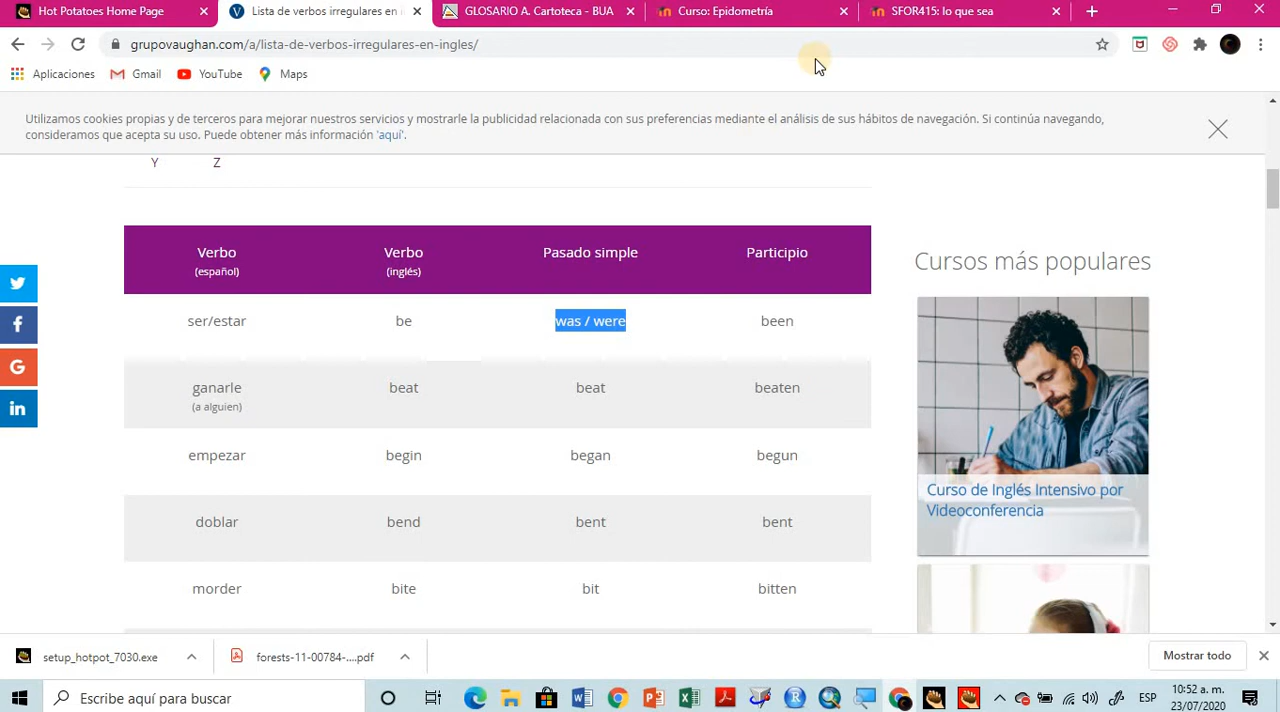 Hot Potatoes Home Page
Lista de verbos irregulares en i
GLOSARIO A. Cartoteca - BUA
Curso: Epidometría
SFOR415: lo que sea
grupovaughan.com/a/lista-de-verbos-irregulares-en-ingles/
Aplicaciones Gmail YouTube Maps
Utilizamos cookies propias y de terceros para mejorar nuestros servicios y mostrarle la publicidad relacionada con sus preferencias mediante el análisis de sus hábitos de navegación. Si continúa navegando,
consideramos que acepta su uso. Puede obtener más información 'aquí'.
Y Z
Verbo Verbo Pasado simple Participio
(español) (inglés)
ser/estar be was / were been
ganarle beat beat beaten
(a alguien)
empezar begin began begun
doblar bend bent bent
morder bite bit bitten
Cursos más populares
Curso de Inglés Intensivo por
Videoconferencia
setup_hotpot_7030.exe
forests-11-00784-....pdf
Mostrar todo
Escribe aquí para buscar
ESP
10:52 a. m.
23/07/2020